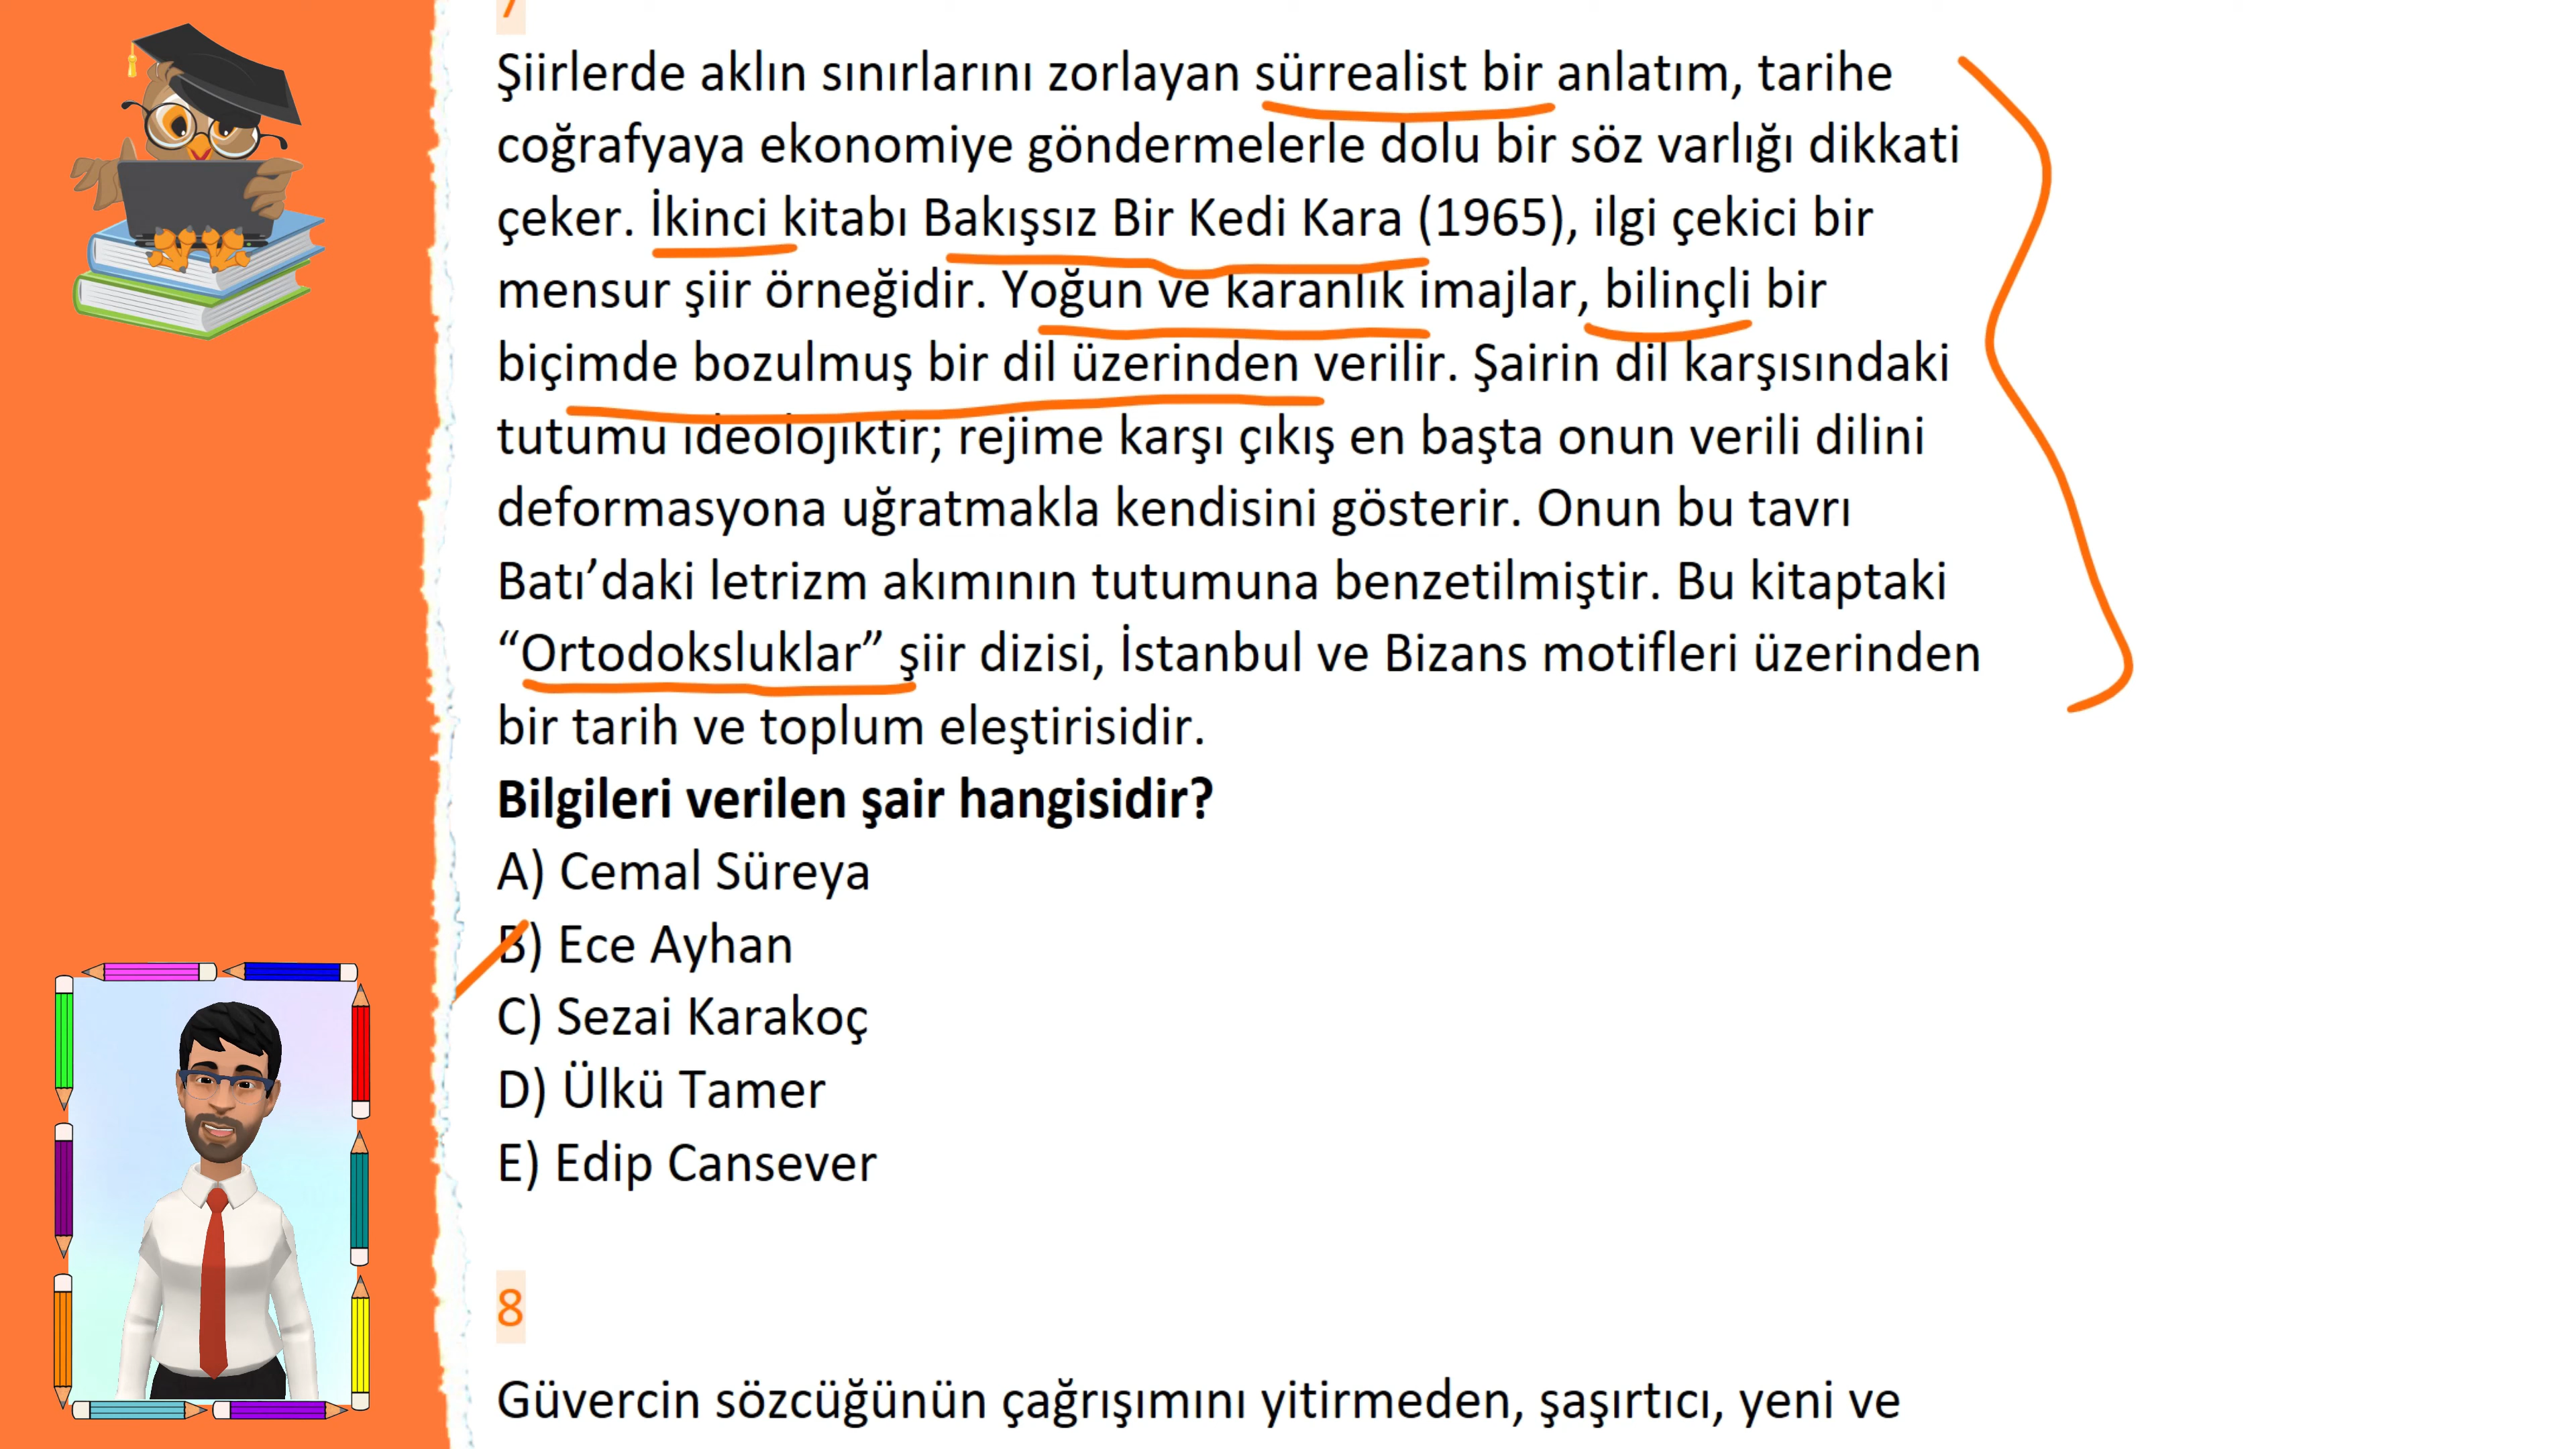 7
Şiirlerde aklın sınırlarını zorlayan sürrealist bir anlatım, tarihe
coğrafyaya ekonomiye göndermelerle dolu bir söz varlığı dikkati
çeker. İkinci kitabı Bakışsız Bir Kedi Kara (1965), ilgi çekici bir
mensur şiir örneğidir. Yoğun ve karanlık imajlar, bilinçli bir
biçimde bozulmuş bir dil üzerinden verilir. Şairin dil karşısındaki
tutumu ideolojiktir; rejime karşı çıkış en başta onun verili dilini
deformasyona uğratmakla kendisini gösterir. Onun bu tavrı
Batı’daki letrizm akımının tutumuna benzetilmiştir. Bu kitaptaki
“Ortodoksluklar” şiir dizisi, İstanbul ve Bizans motifleri üzerinden
bir tarih ve toplum eleştirisidir.
Bilgileri verilen şair hangisidir?
A) Cemal Süreya
B) Ece Ayhan
C) Sezai Karakoç
D) Ülkü Tamer
E) Edip Cansever
8
Güvercin sözcüğünün çağrışımını yitirmeden, şaşırtıcı, yeni ve